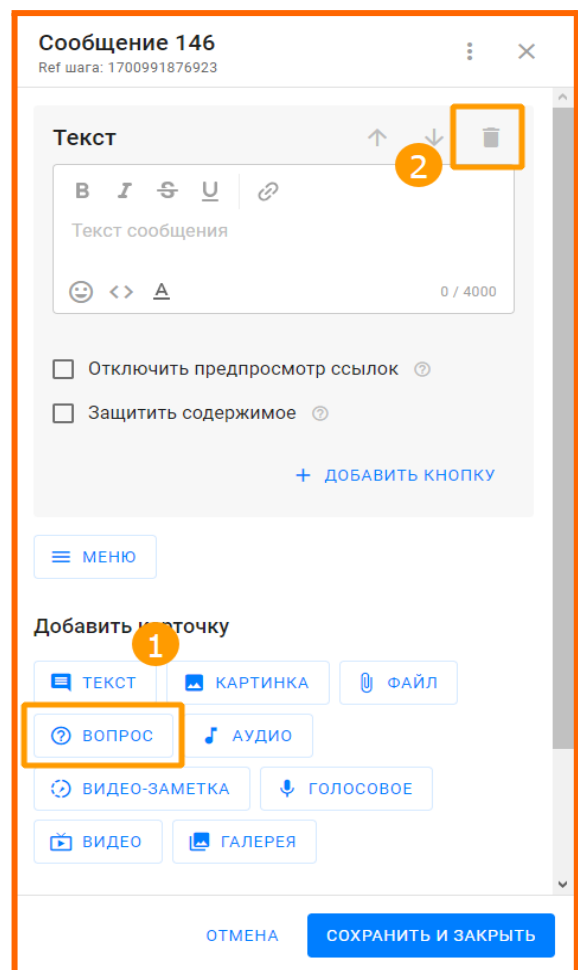 Сообщение 146
Ref шага: 1700991876923
Текст
2
B I S U
Текст сообщения
<> A 0 / 4000
Отключить предпросмотр ссылок ?
Защитить содержимое ?
+ ДОБАВИТЬ КНОПКУ
МЕНЮ
Добавить карточку
1
ТЕКСТ КАРТИНКА ФАЙЛ
? ВОПРОС АУДИО
ВИДЕО-ЗАМЕТКА ГОЛОСОВОЕ
ВИДЕО ГАЛЕРЕЯ
ОТМЕНА СОХРАНИТЬ И ЗАКРЫТЬ